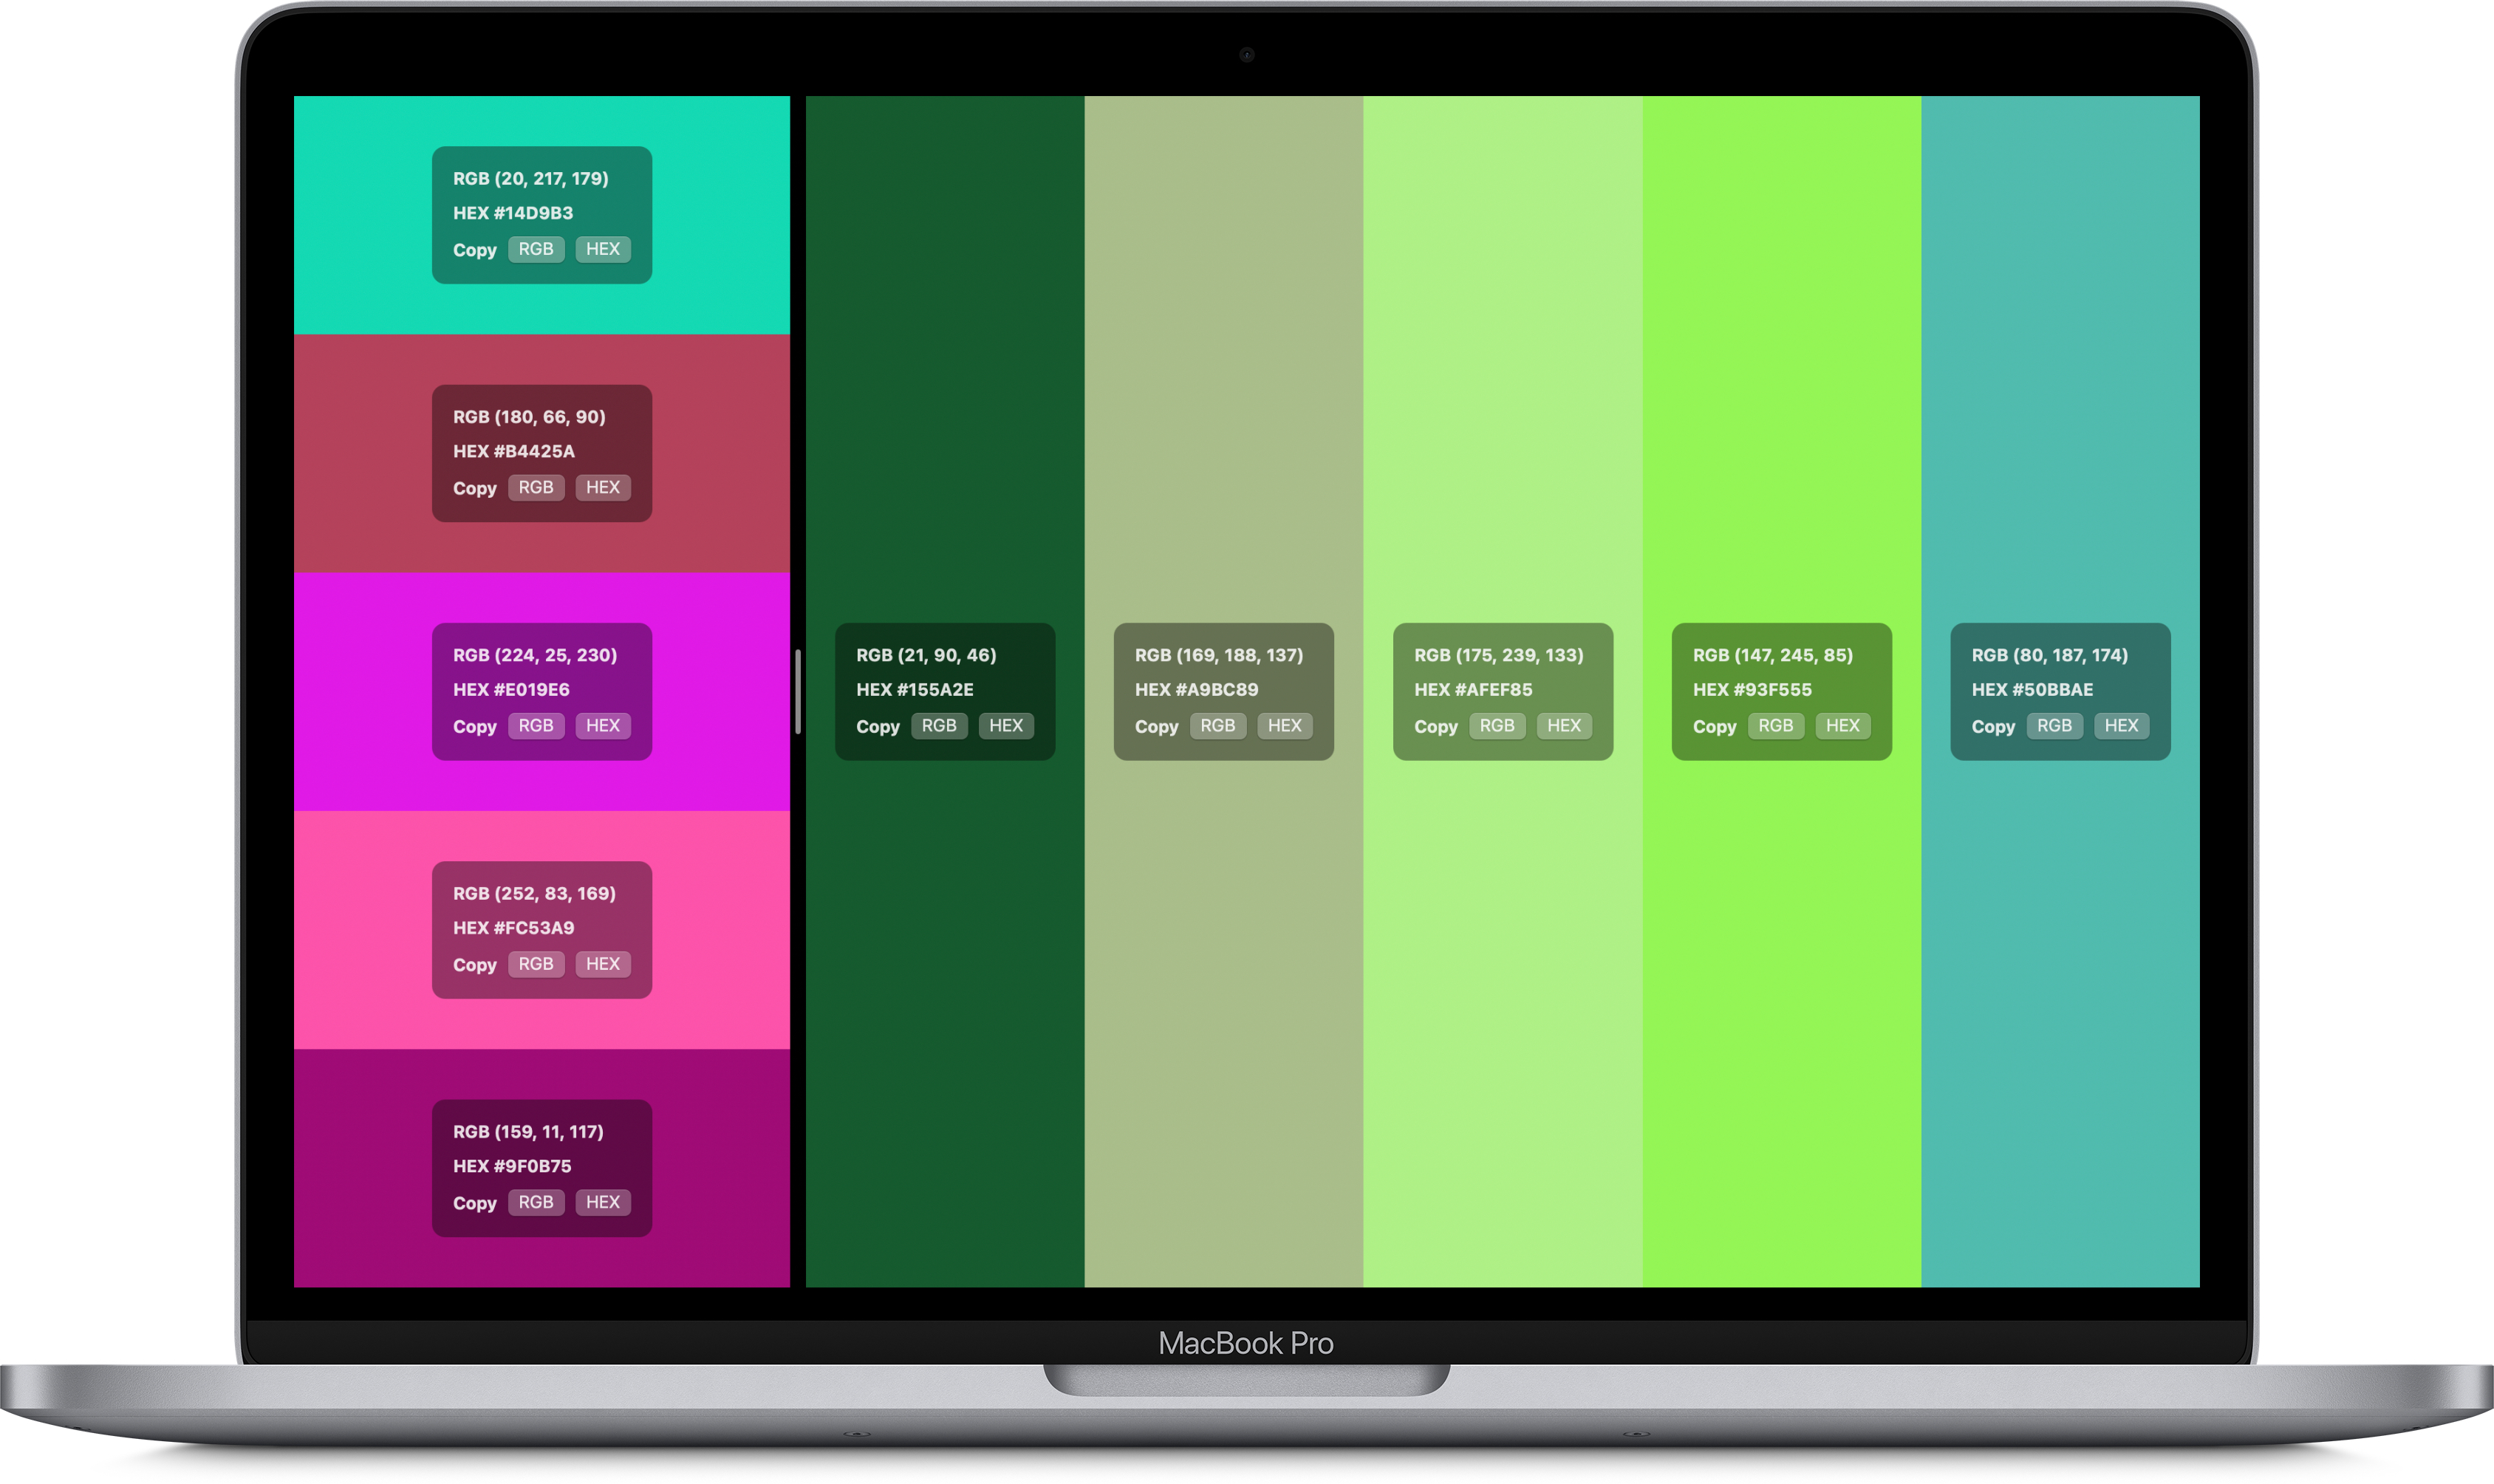 RGB (20, 217, 179)
HEX #14D9B3
Copy RGB HEX
RGB (180, 66, 90)
HEX #B4425A
Copy RGB HEX
RGB (224, 25, 230)
HEX #E019E6
Copy RGB HEX
RGB (252, 83, 169)
HEX #FC53A9
Copy RGB HEX
RGB (159, 11, 117)
HEX #9F0B75
Copy RGB HEX
RGB (21, 90, 46)
HEX #155A2E
Copy RGB HEX
RGB (169, 188, 137)
HEX #A9BC89
Copy RGB HEX
RGB (175, 239, 133)
HEX #AFEF85
Copy RGB HEX
RGB (147, 245, 85)
HEX #93F555
Copy RGB HEX
RGB (80, 187, 174)
HEX #50BBAE
Copy RGB HEX
MacBook Pro